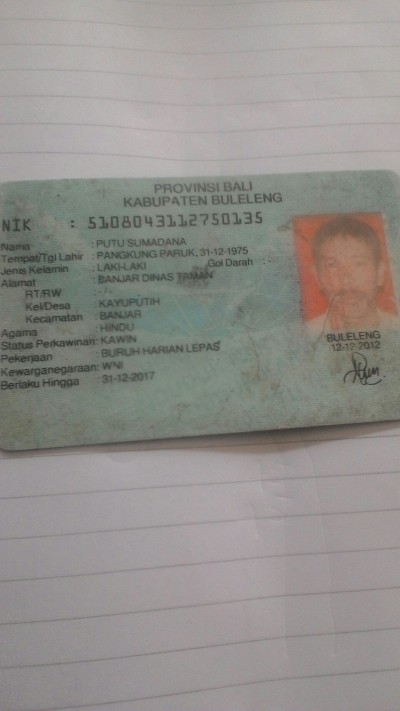 PROVINSI BALI
KABUPATEN BULELENG
NIK : 5108043112750135
Nama : PUTU SUMADANA
Tempat/Tgl Lahir : PANGKUNG PARUK, 31-12-1975
Jenis Kelamin : LAKI-LAKI Gol Darah : -
Alamat : BANJAR DINAS TAMAN
RT/RW : -/-
Kel/Desa : KAYUPUTIH
Kecamatan : BANJAR
Agama : HINDU
Status Perkawinan: KAWIN
Pekerjaan : BURUH HARIAN LEPAS
Kewarganegaraan: WNI
Berlaku Hingga : 31-12-2017
BULELENG
12-12-2012